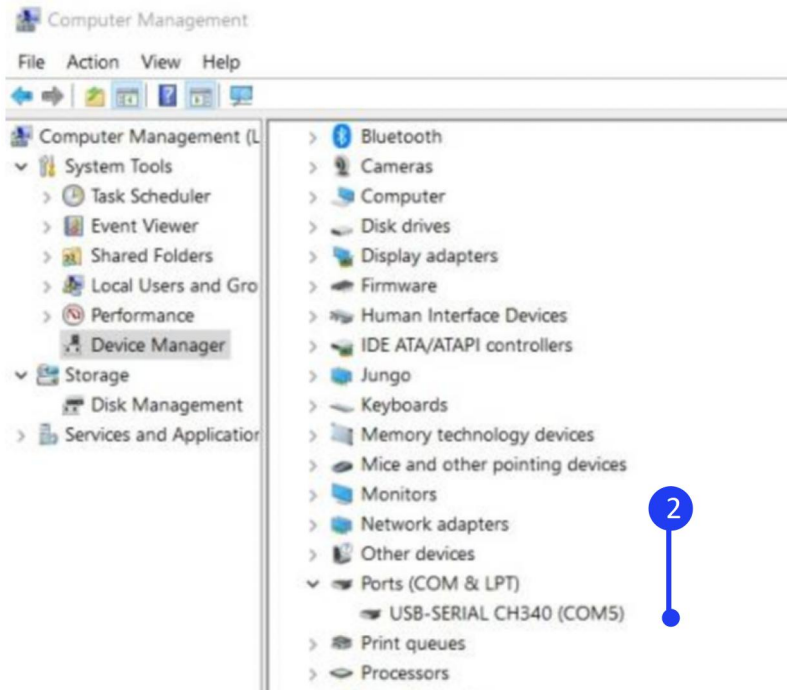 Computer Management
File Action View Help
Computer Management (L
System Tools
Task Scheduler
Event Viewer
Shared Folders
Local Users and Gro
Performance
Device Manager
Storage
Disk Management
Services and Application
Bluetooth
Cameras
Computer
Disk drives
Display adapters
Firmware
Human Interface Devices
IDE ATA/ATAPI controllers
Jungo
Keyboards
Memory technology devices
Mice and other pointing devices
Monitors
Network adapters
Other devices
Ports (COM & LPT)
USB-SERIAL CH340 (COM5)
Print queues
Processors
2